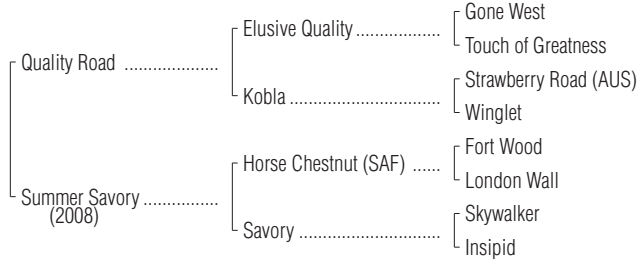 Gone West
Elusive Quality ..................
Touch of Greatness
Quality Road ....................
Strawberry Road (AUS)
Kobla ................................
Winglet
Fort Wood
Horse Chestnut (SAF) ......
London Wall
Summer Savory ................
(2008)
Skywalker
Savory ..............................
Insipid